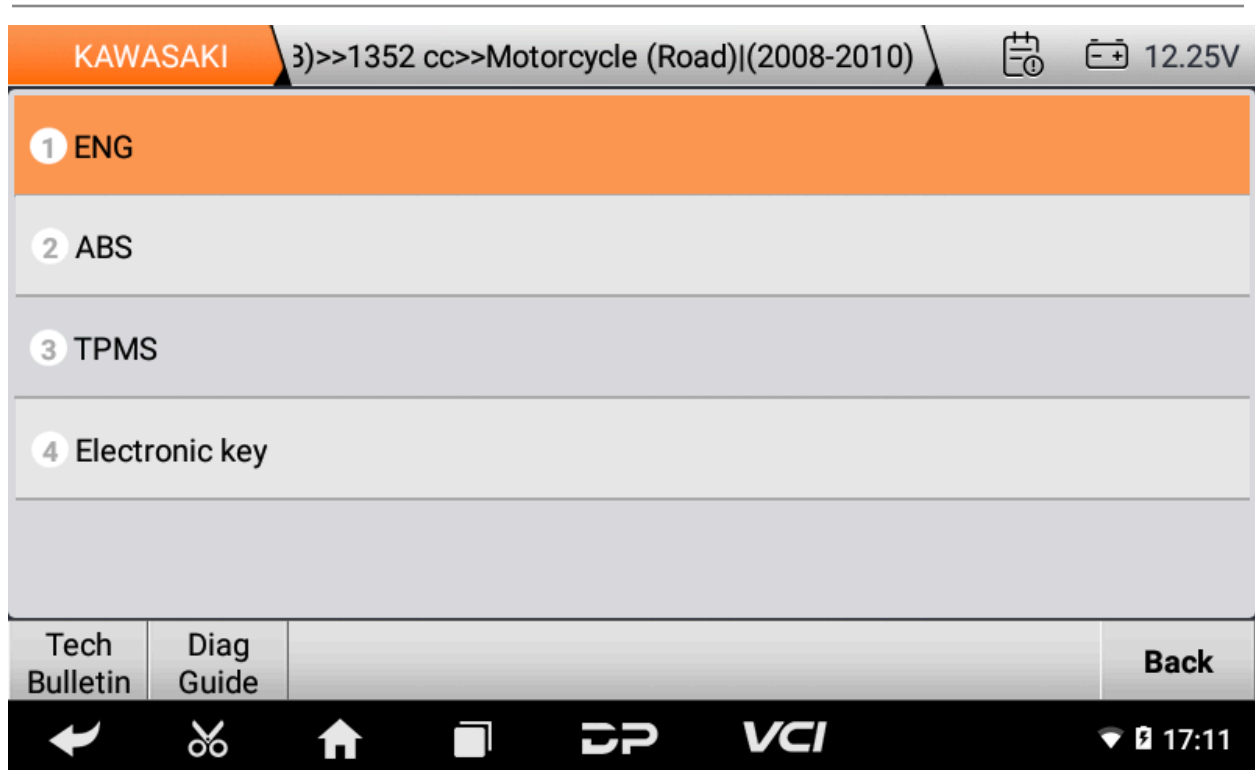 KAWASAKI
3)>>1352 cc>>Motorcycle (Road)|(2008-2010)
12.25V
1 ENG
2 ABS
3 TPMS
4 Electronic key
Tech
Bulletin
Diag
Guide
Back
DP
VCI
17:11